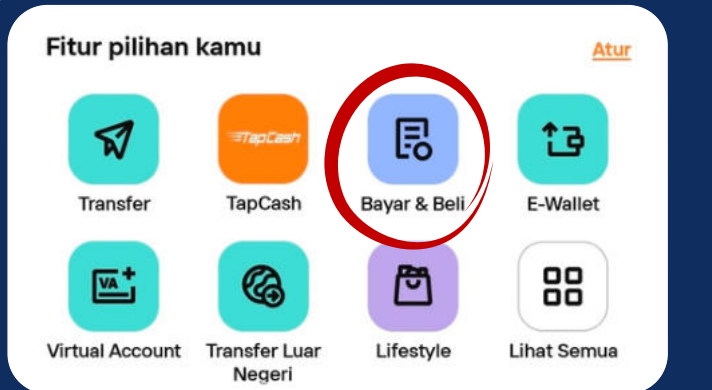 Fitur pilihan kamu
Atur
TapCash
Transfer
TapCash
Bayar & Beli
E-Wallet
VA
Virtual Account
Transfer Luar
Negeri
Lifestyle
Lihat Semua